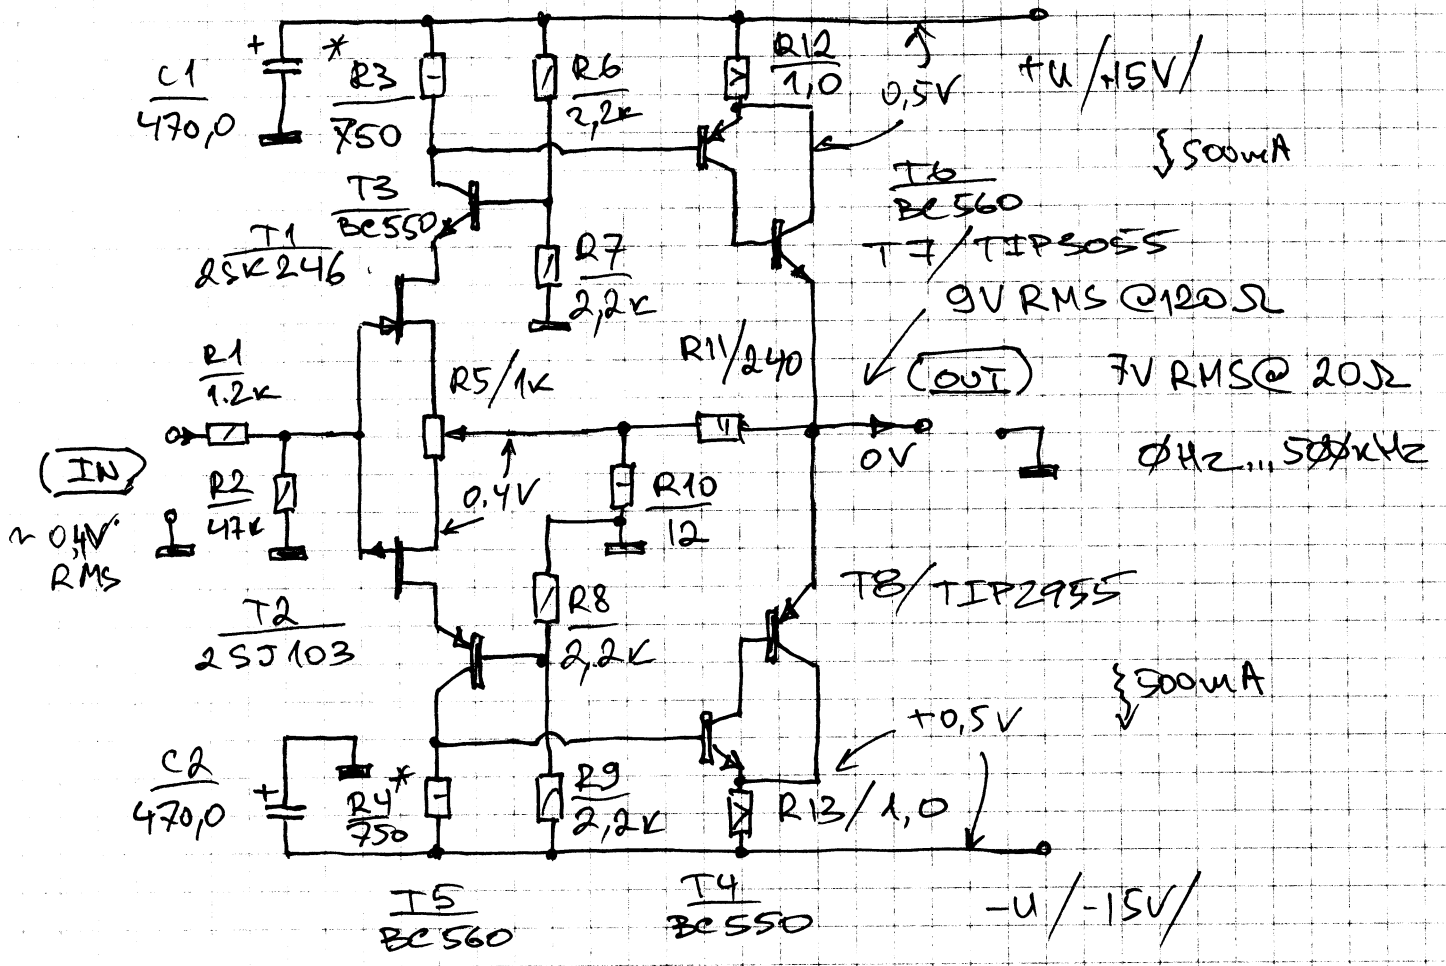 +
C1
470,0
*
R3
750
R6
2,2K
R12
1,0
0,5V
+U/+15V/
500mA
T3
BC550
T1
2SK246
R7
2,2K
T6
BC560
T7/TIP3055
9V RMS @120Ω
R1
1.2K
R5/1K
R11/240
(OUT)
7V RMS@ 20Ω
0V
ØHz...500KHz
(IN)
~ 0,4V
RMS
R2
47K
0,4V
R10
12
T2
2SJ103
R8
2,2K
T8/TIP2955
500mA
+0,5V
C2
470,0
+
*
R4
750
R9
2,2K
R13/1,0
T5
BC560
T4
BC550
-U/-15V/